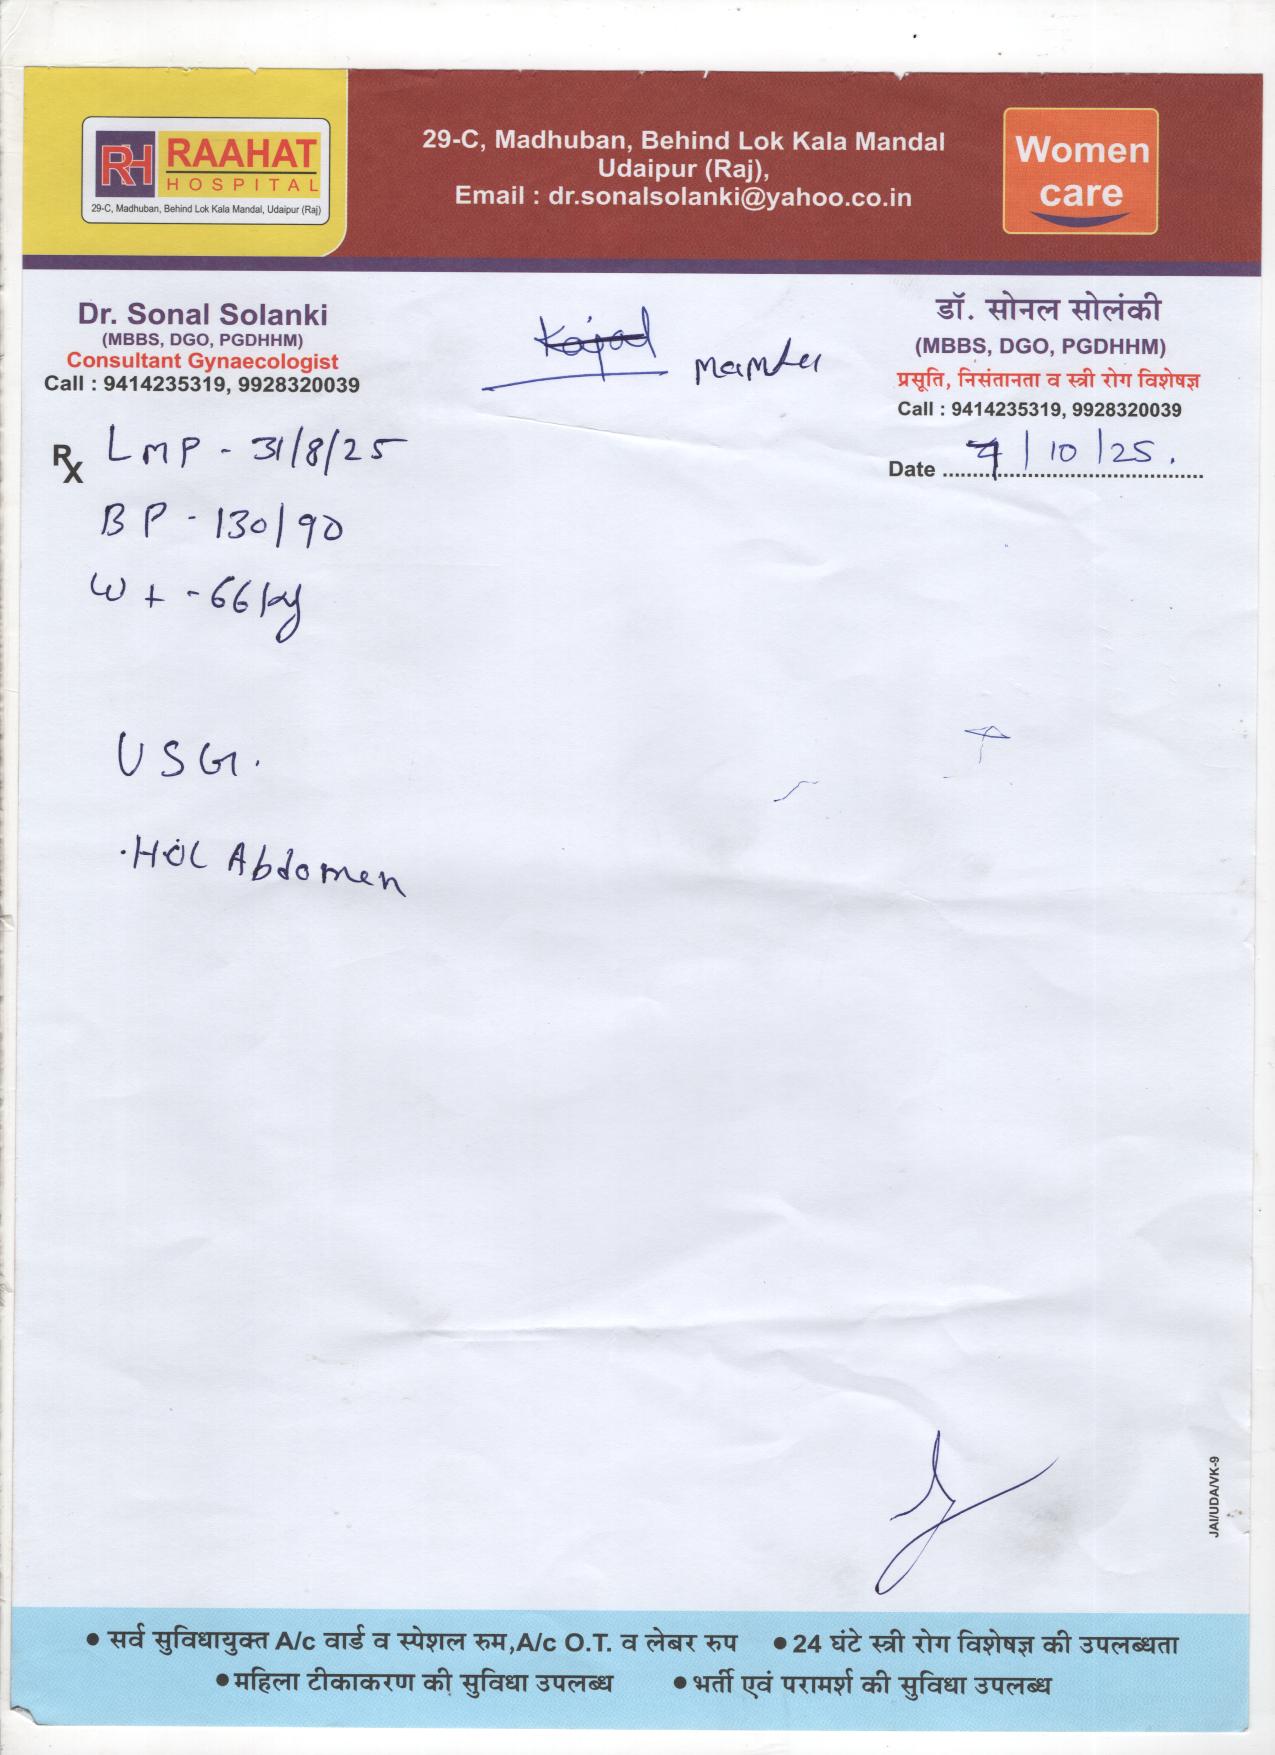 RH RAAHAT
HOSPITAL
29-C, Madhuban, Behind Lok Kala Mandal, Udaipur (Raj)
29-C, Madhuban, Behind Lok Kala Mandal
Udaipur (Raj),
Email : dr.sonalsolanki@yahoo.co.in
Women
care
Dr. Sonal Solanki
(MBBS, DGO, PGDHHM)
Consultant Gynaecologist
Call : 9414235319, 9928320039
डॉ. सोनल सोलंकी
(MBBS, DGO, PGDHHM)
प्रसूति, निसंतानता व स्त्री रोग विशेषज्ञ
Call : 9414235319, 9928320039
Date 7/10/25.
Rx LMP - 31/8/25
BP - 130/90
Wt - 66 kg
USG.
HOL Abdomen
JAI/UDA/VK-9
• सर्व सुविधायुक्त A/c वार्ड व स्पेशल रुम,A/c O.T. व लेबर रुप • 24 घंटे स्त्री रोग विशेषज्ञ की उपलब्धता
• महिला टीकाकरण की सुविधा उपलब्ध • भर्ती एवं परामर्श की सुविधा उपलब्ध